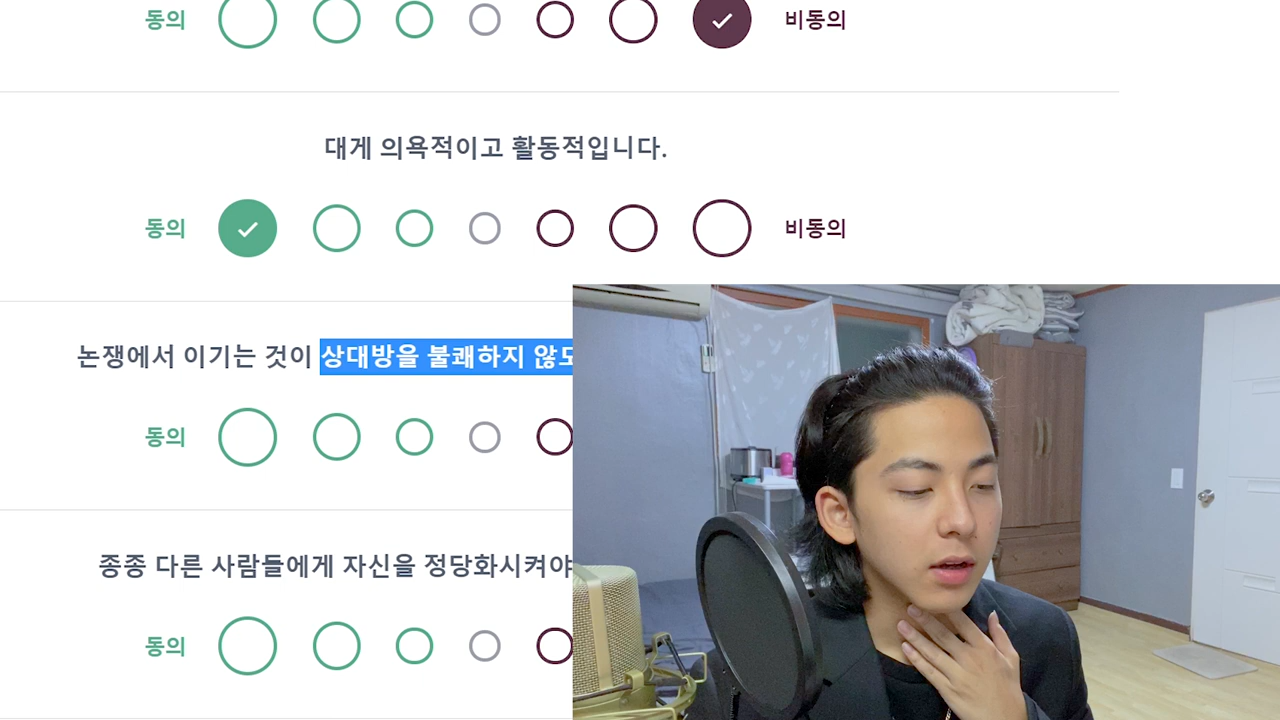 동의 비동의
대게 의욕적이고 활동적입니다.
동의 비동의
논쟁에서 이기는 것이 상대방을 불쾌하지 않도
동의
종종 다른 사람들에게 자신을 정당화시켜야
동의